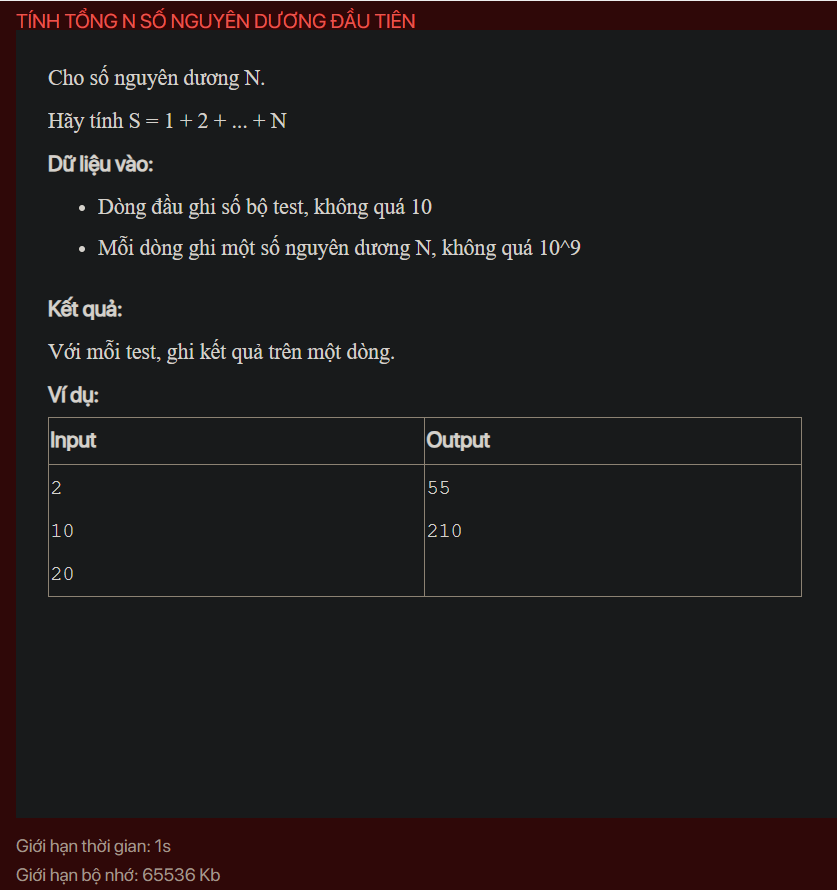 TÍNH TỔNG N SỐ NGUYÊN DƯƠNG ĐẦU TIÊN
Cho số nguyên dương N.
Hãy tính S = 1 + 2 + ... + N
Dữ liệu vào:
Dòng đầu ghi số bộ test, không quá 10
Mỗi dòng ghi một số nguyên dương N, không quá 10^9
Kết quả:
Với mỗi test, ghi kết quả trên một dòng.
Ví dụ:
Input Output
2 55
10 210
20
Giới hạn thời gian: 1s
Giới hạn bộ nhớ: 65536 Kb